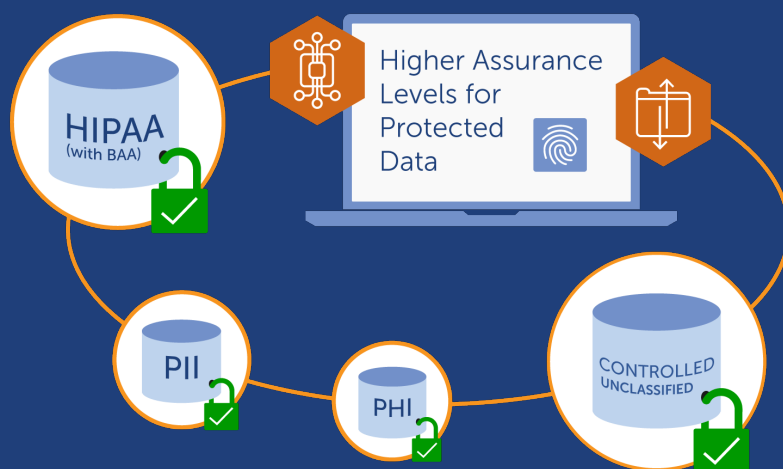 HIPAA
(with BAA)
Higher Assurance
Levels for
Protected
Data
PII
PHI
CONTROLLED
UNCLASSIFIED